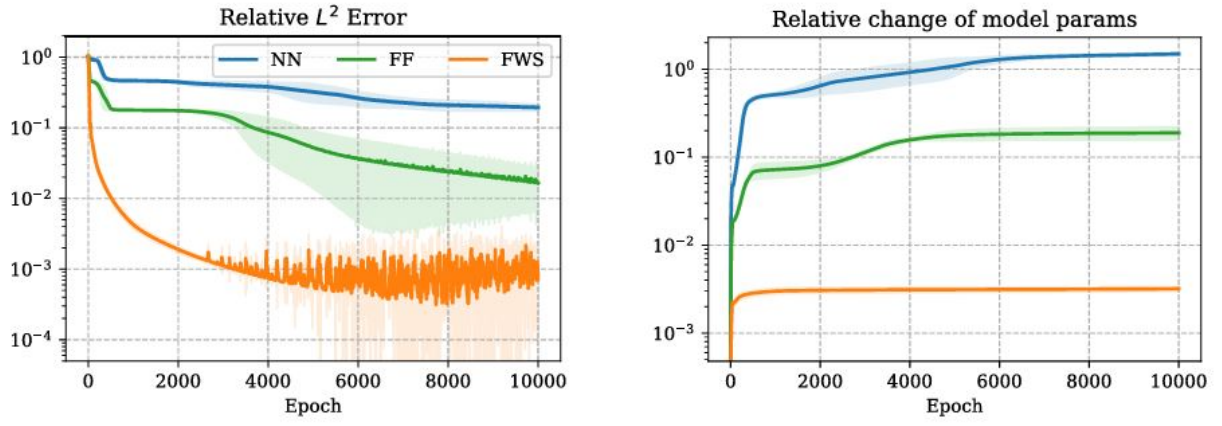 Relative $L^2$ Error
NN
FF
FWS
10⁰
10⁻¹
10⁻²
10⁻³
10⁻⁴
0 2000 4000 6000 8000 10000
Epoch
Relative change of model params
10⁰
10⁻¹
10⁻²
10⁻³
0 2000 4000 6000 8000 10000
Epoch